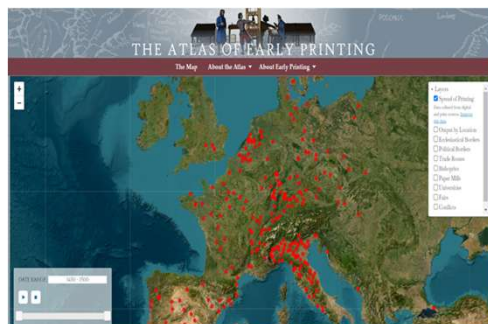 THE ATLAS OF EARLY PRINTING
The Map About the Atlas ▾ About Early Printing ▾
+
−
Layers
Spread of Printing
Output by Location
Ecclesiastical Borders
Political Borders
Trade Routes
Bishoprics
Paper Mills
Universities
Fairs
Conflicts
DATE RANGE